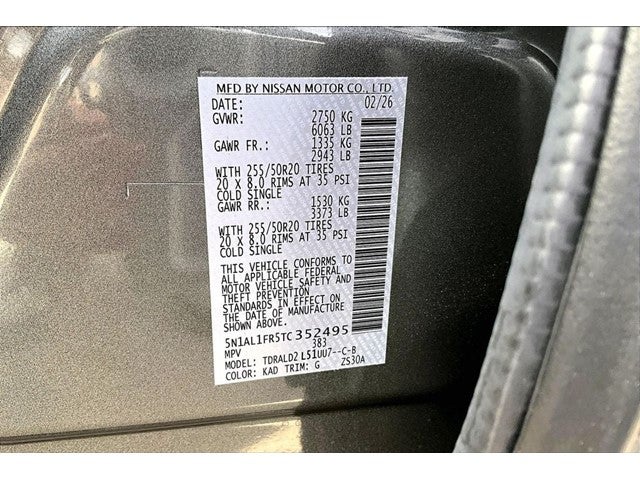 MFD BY NISSAN MOTOR CO., LTD.
DATE: 02/26
GVWR: 2750 KG
6063 LB
GAWR FR.: 1335 KG
2943 LB
WITH 255/50R20 TIRES
20 X 8.0 RIMS AT 35 PSI
COLD SINGLE
GAWR RR.: 1530 KG
3373 LB
WITH 255/50R20 TIRES
20 X 8.0 RIMS AT 35 PSI
COLD SINGLE
THIS VEHICLE CONFORMS TO
ALL APPLICABLE FEDERAL
MOTOR VEHICLE SAFETY AND
THEFT PREVENTION
STANDARDS IN EFFECT ON
THE DATE OF MANUFACTURE
SHOWN ABOVE.
5N1AL1FR5TC352495
MPV 383
MODEL: TDRALD2 L51UU7--C-B
COLOR: KAD TRIM: G ZS30A